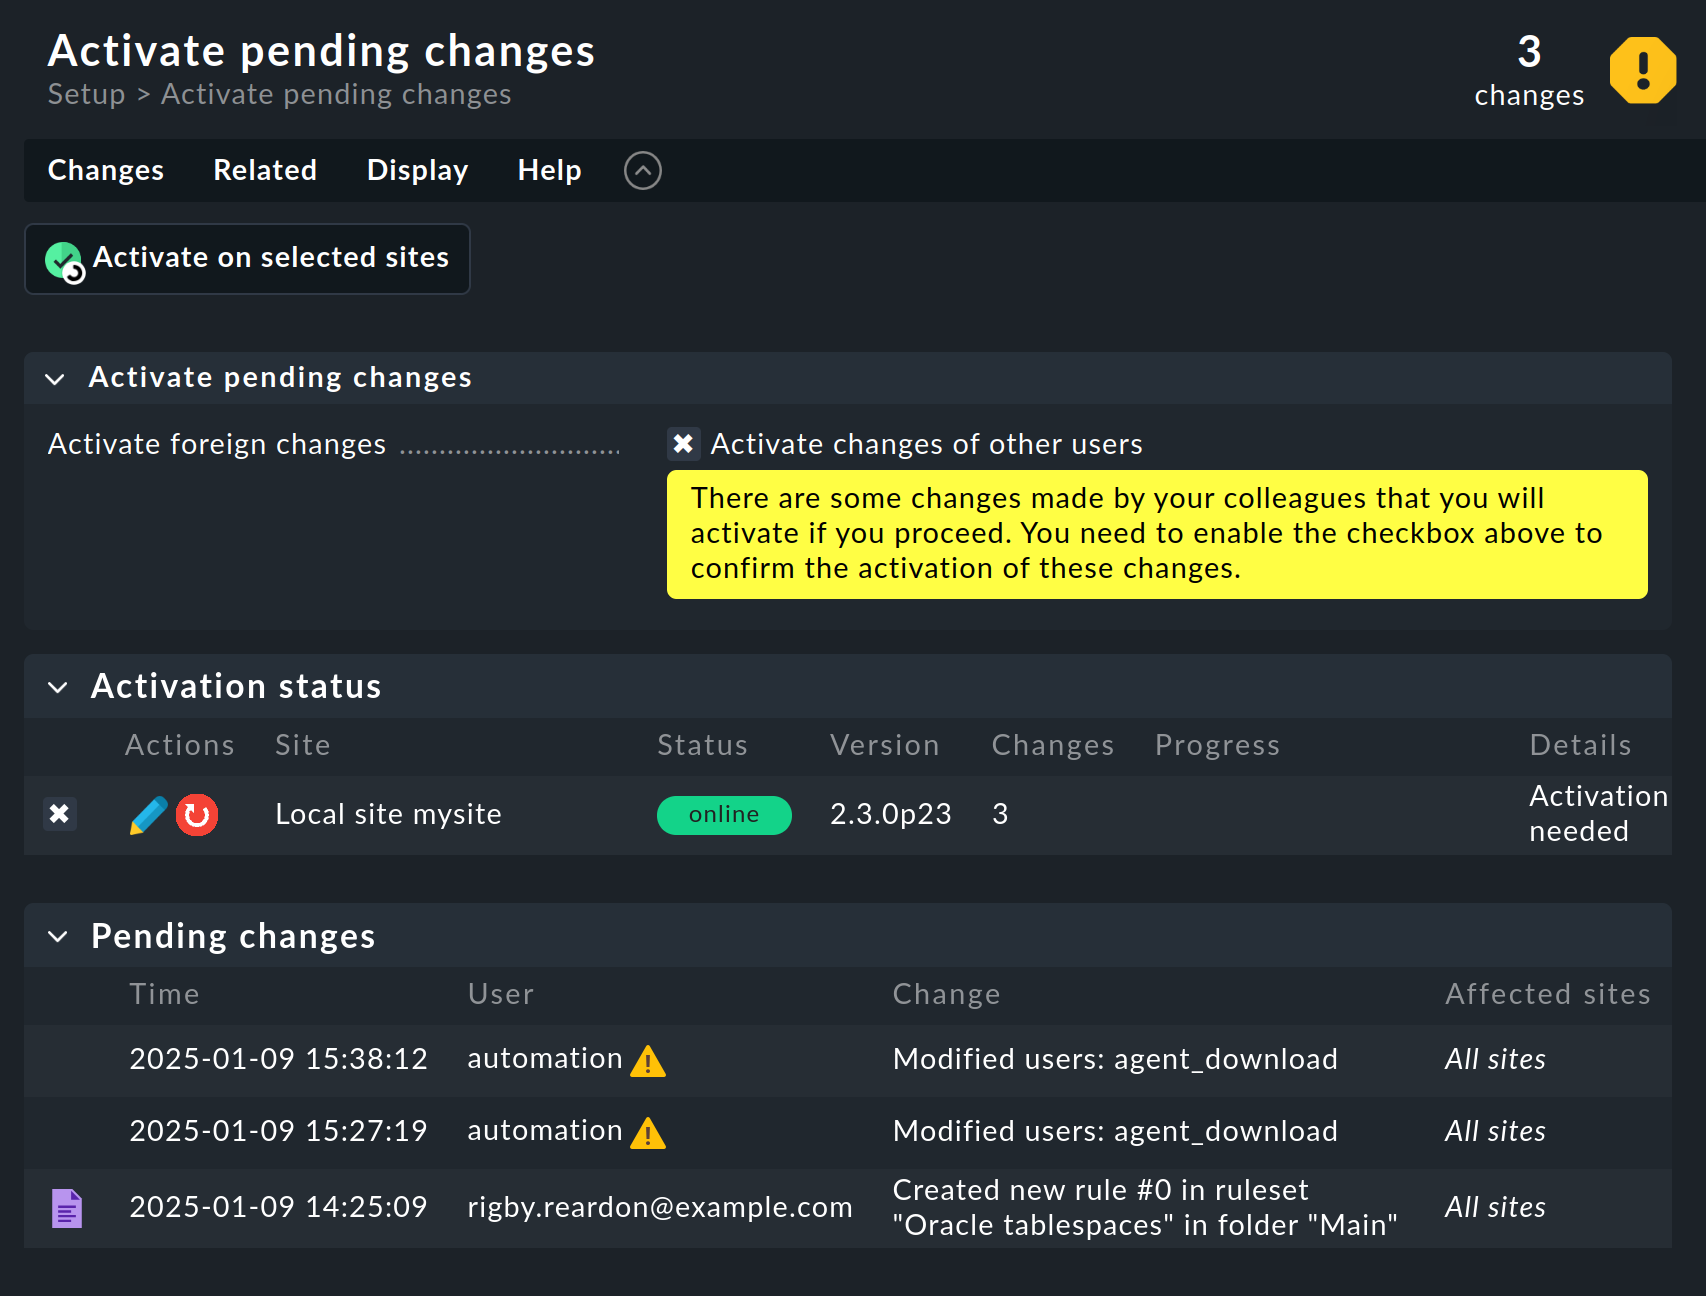 Activate pending changes
Setup > Activate pending changes
3
changes
Changes Related Display Help
Activate on selected sites
Activate pending changes
Activate foreign changes
Activate changes of other users
There are some changes made by your colleagues that you will
activate if you proceed. You need to enable the checkbox above to
confirm the activation of these changes.
Activation status
Actions Site Status Version Changes Progress Details
Local site mysite online 2.3.0p23 3 Activation
needed
Pending changes
Time User Change Affected sites
2025-01-09 15:38:12 automation Modified users: agent_download All sites
2025-01-09 15:27:19 automation Modified users: agent_download All sites
2025-01-09 14:25:09 rigby.reardon@example.com Created new rule #0 in ruleset
"Oracle tablespaces" in folder "Main" All sites